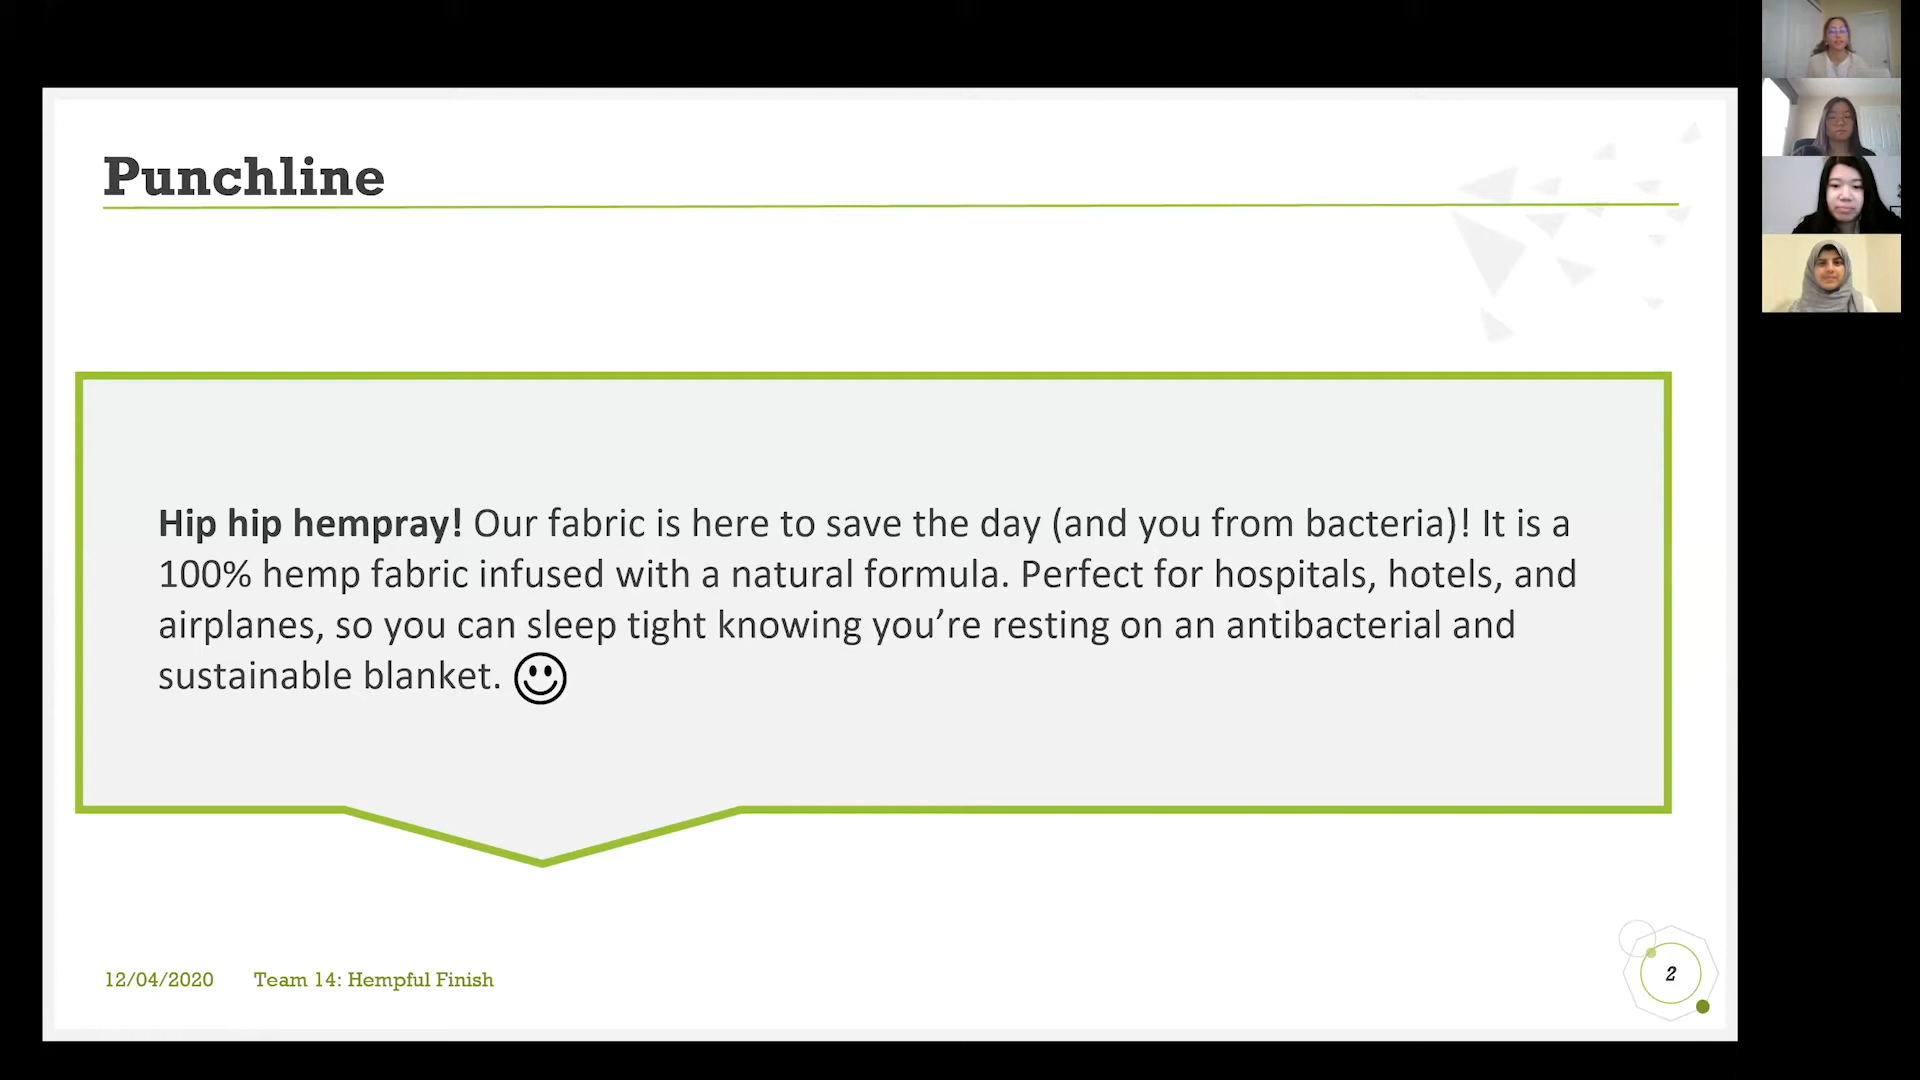 Punchline
Hip hip hempray! Our fabric is here to save the day (and you from bacteria)! It is a
100% hemp fabric infused with a natural formula. Perfect for hospitals, hotels, and
airplanes, so you can sleep tight knowing you’re resting on an antibacterial and
sustainable blanket.
12/04/2020 Team 14: Hempful Finish
2